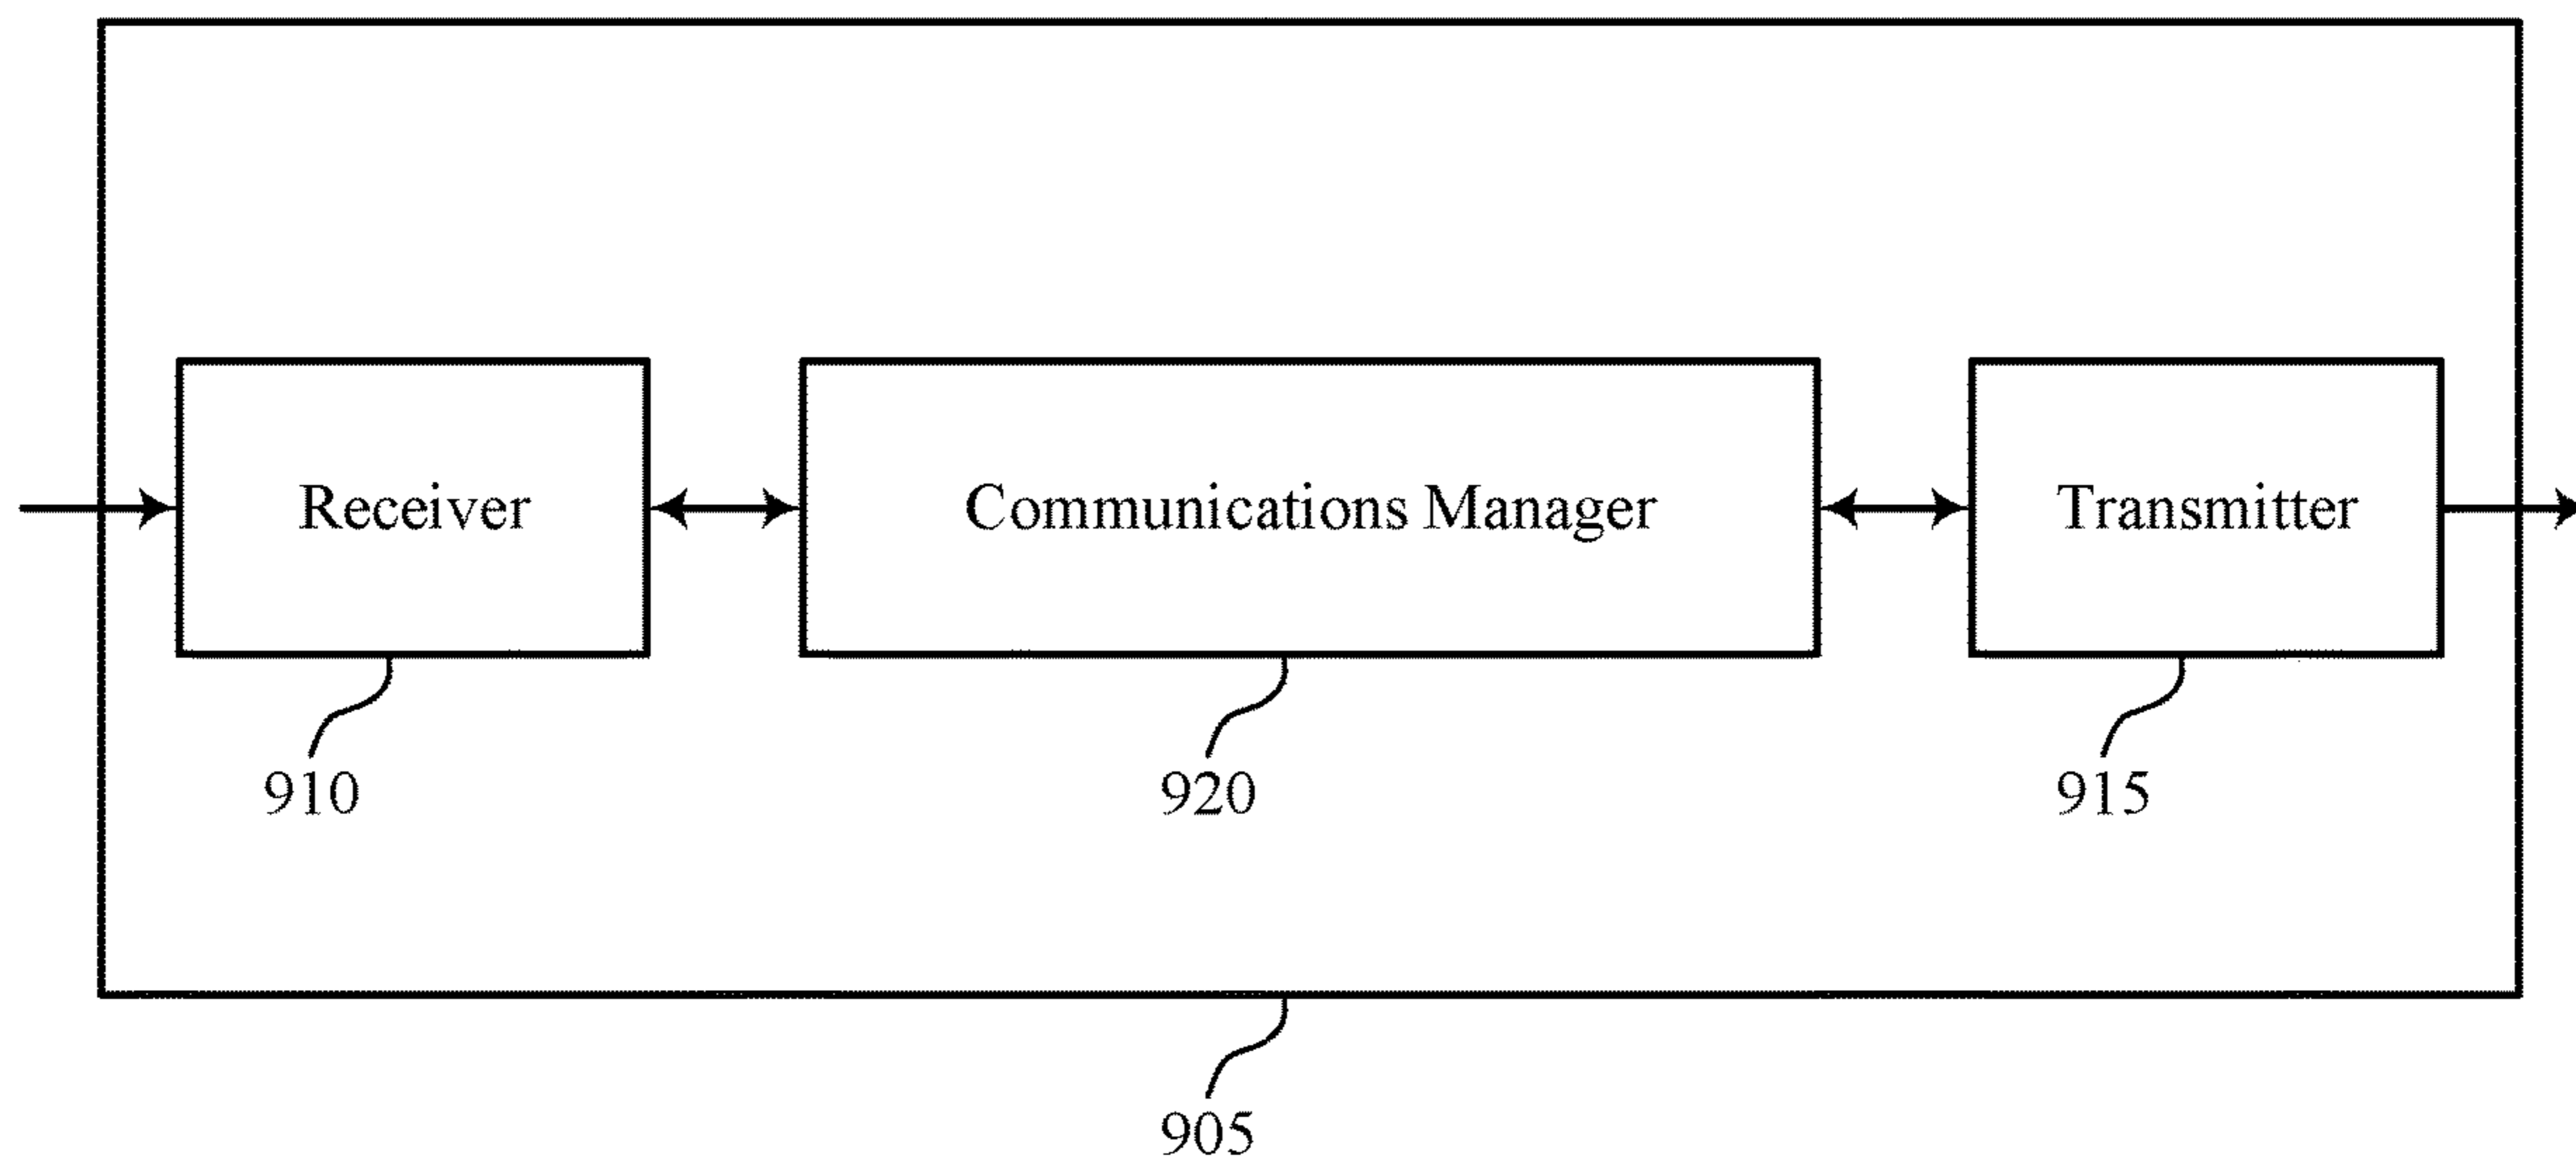 Receiver
Communications Manager
Transmitter
910
920
915
905